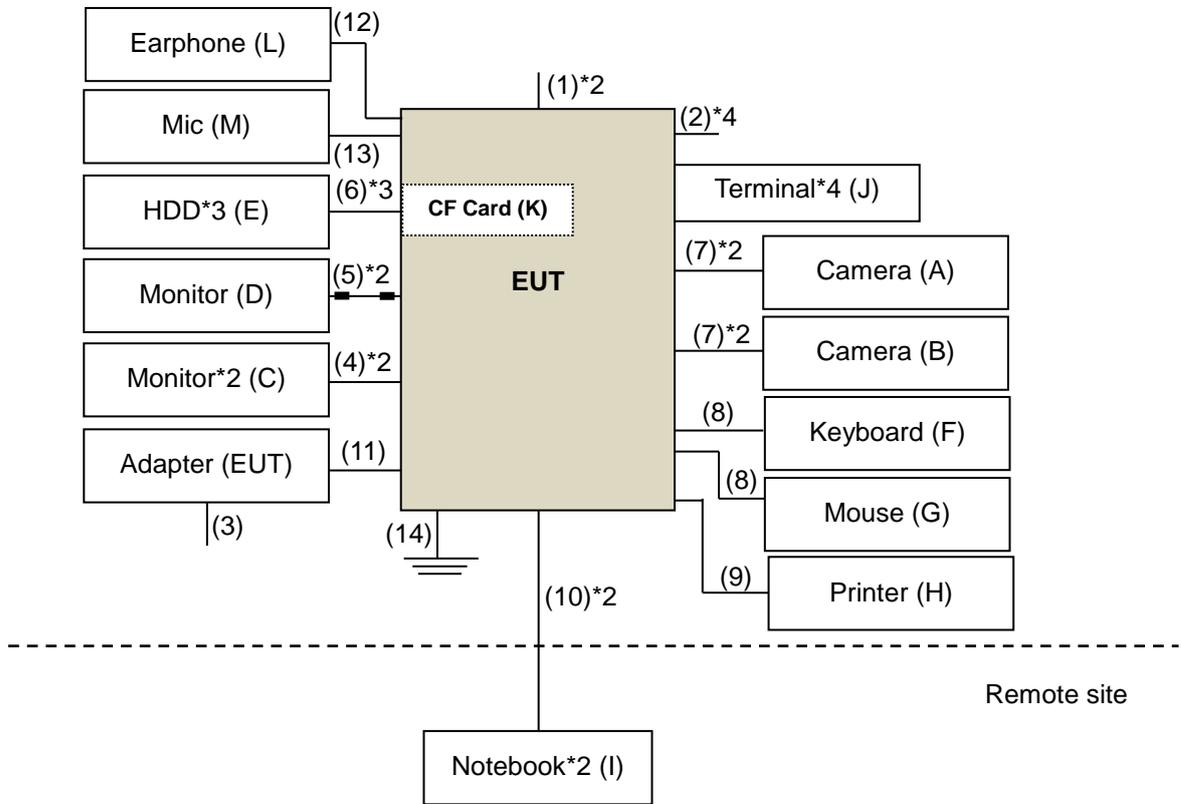 (12)
Earphone (L)
(1)*2
(2)*4
Mic (M)
(13)
(6)*3
Terminal*4 (J)
HDD*3 (E)
CF Card (K)
(7)*2
Camera (A)
(5)*2
EUT
Monitor (D)
(7)*2
Camera (B)
(4)*2
Monitor*2 (C)
(8)
Keyboard (F)
(11)
Adapter (EUT)
(8)
Mouse (G)
(3)
(14)
(9)
Printer (H)
(10)*2
Remote site
Notebook*2 (I)